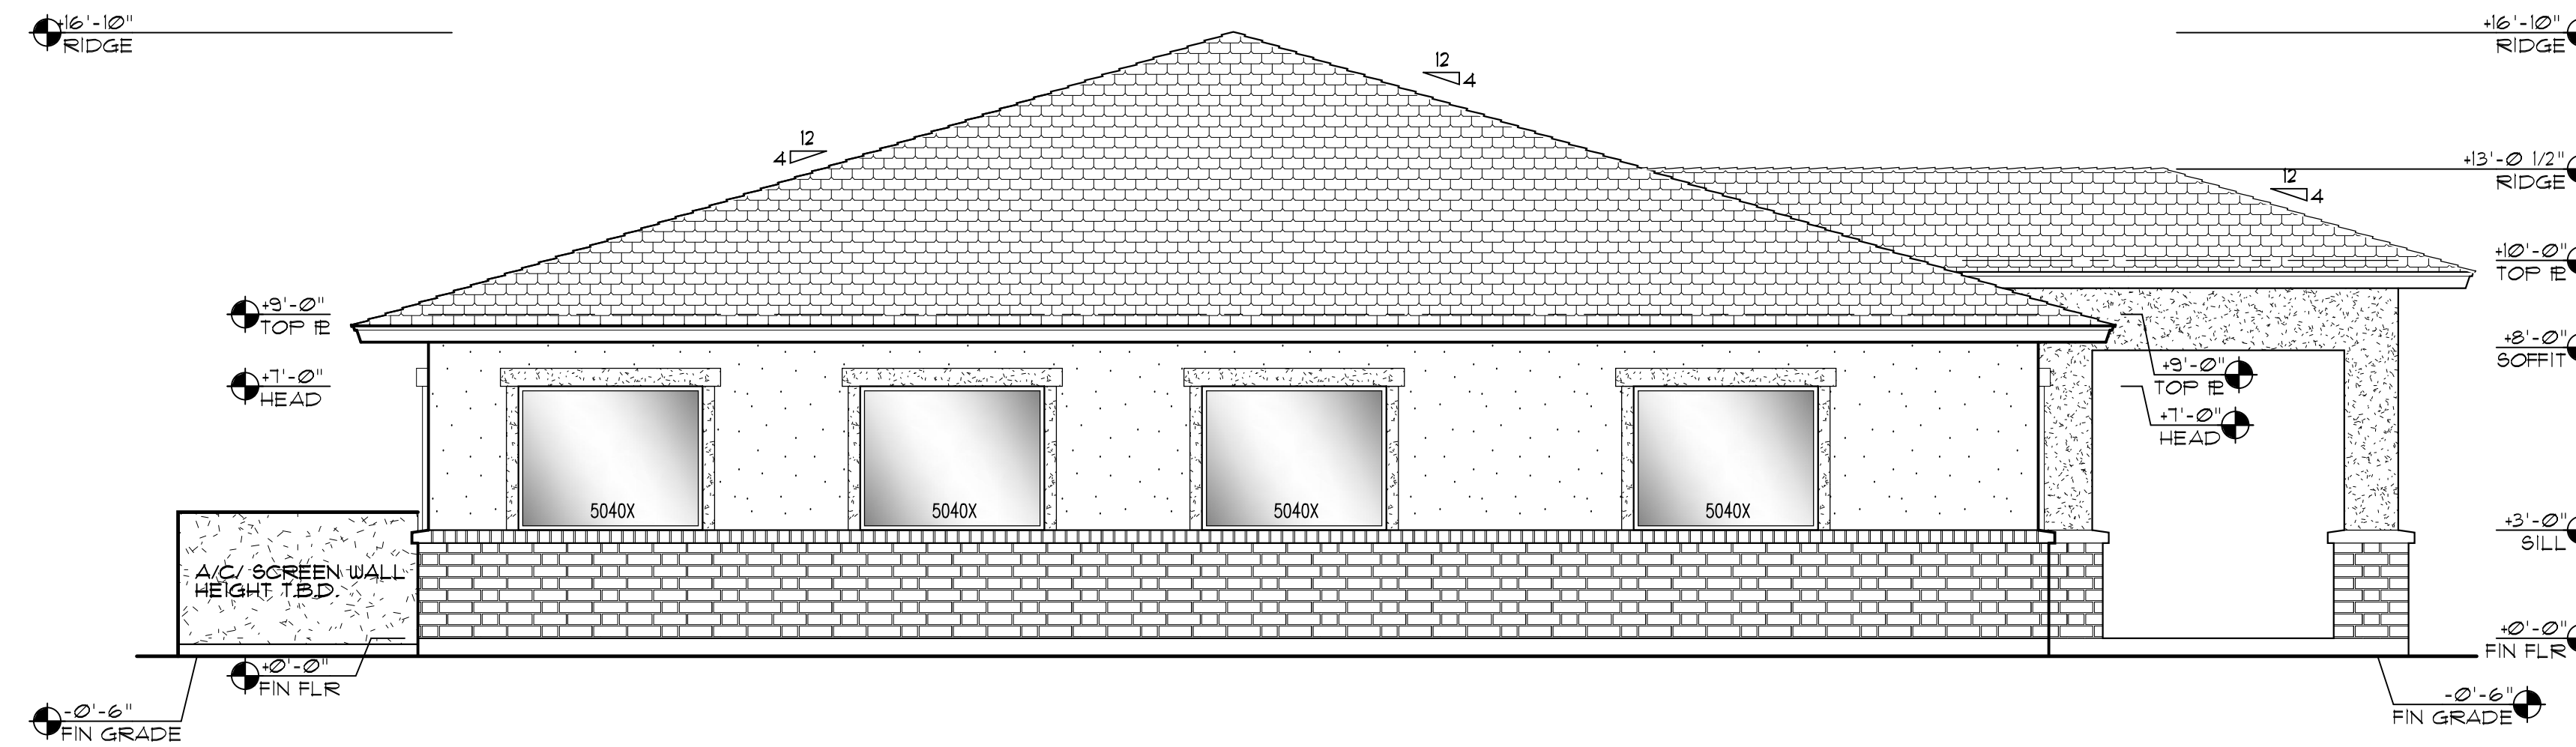 +16'-10"
RIDGE
+16'-10"
RIDGE
12
4
12
4
+13'-0 1/2"
RIDGE
12
4
+10'-0"
TOP PL
+9'-0"
TOP PL
+8'-0"
SOFFIT
+7'-0"
HEAD
+9'-0"
TOP PL
+7'-0"
HEAD
5040X
5040X
5040X
5040X
+3'-0"
SILL
A/C/ SCREEN WALL
HEIGHT T.B.D.
+0'-0"
FIN FLR
+0'-0"
FIN FLR
-0'-6"
FIN GRADE
-0'-6"
FIN GRADE